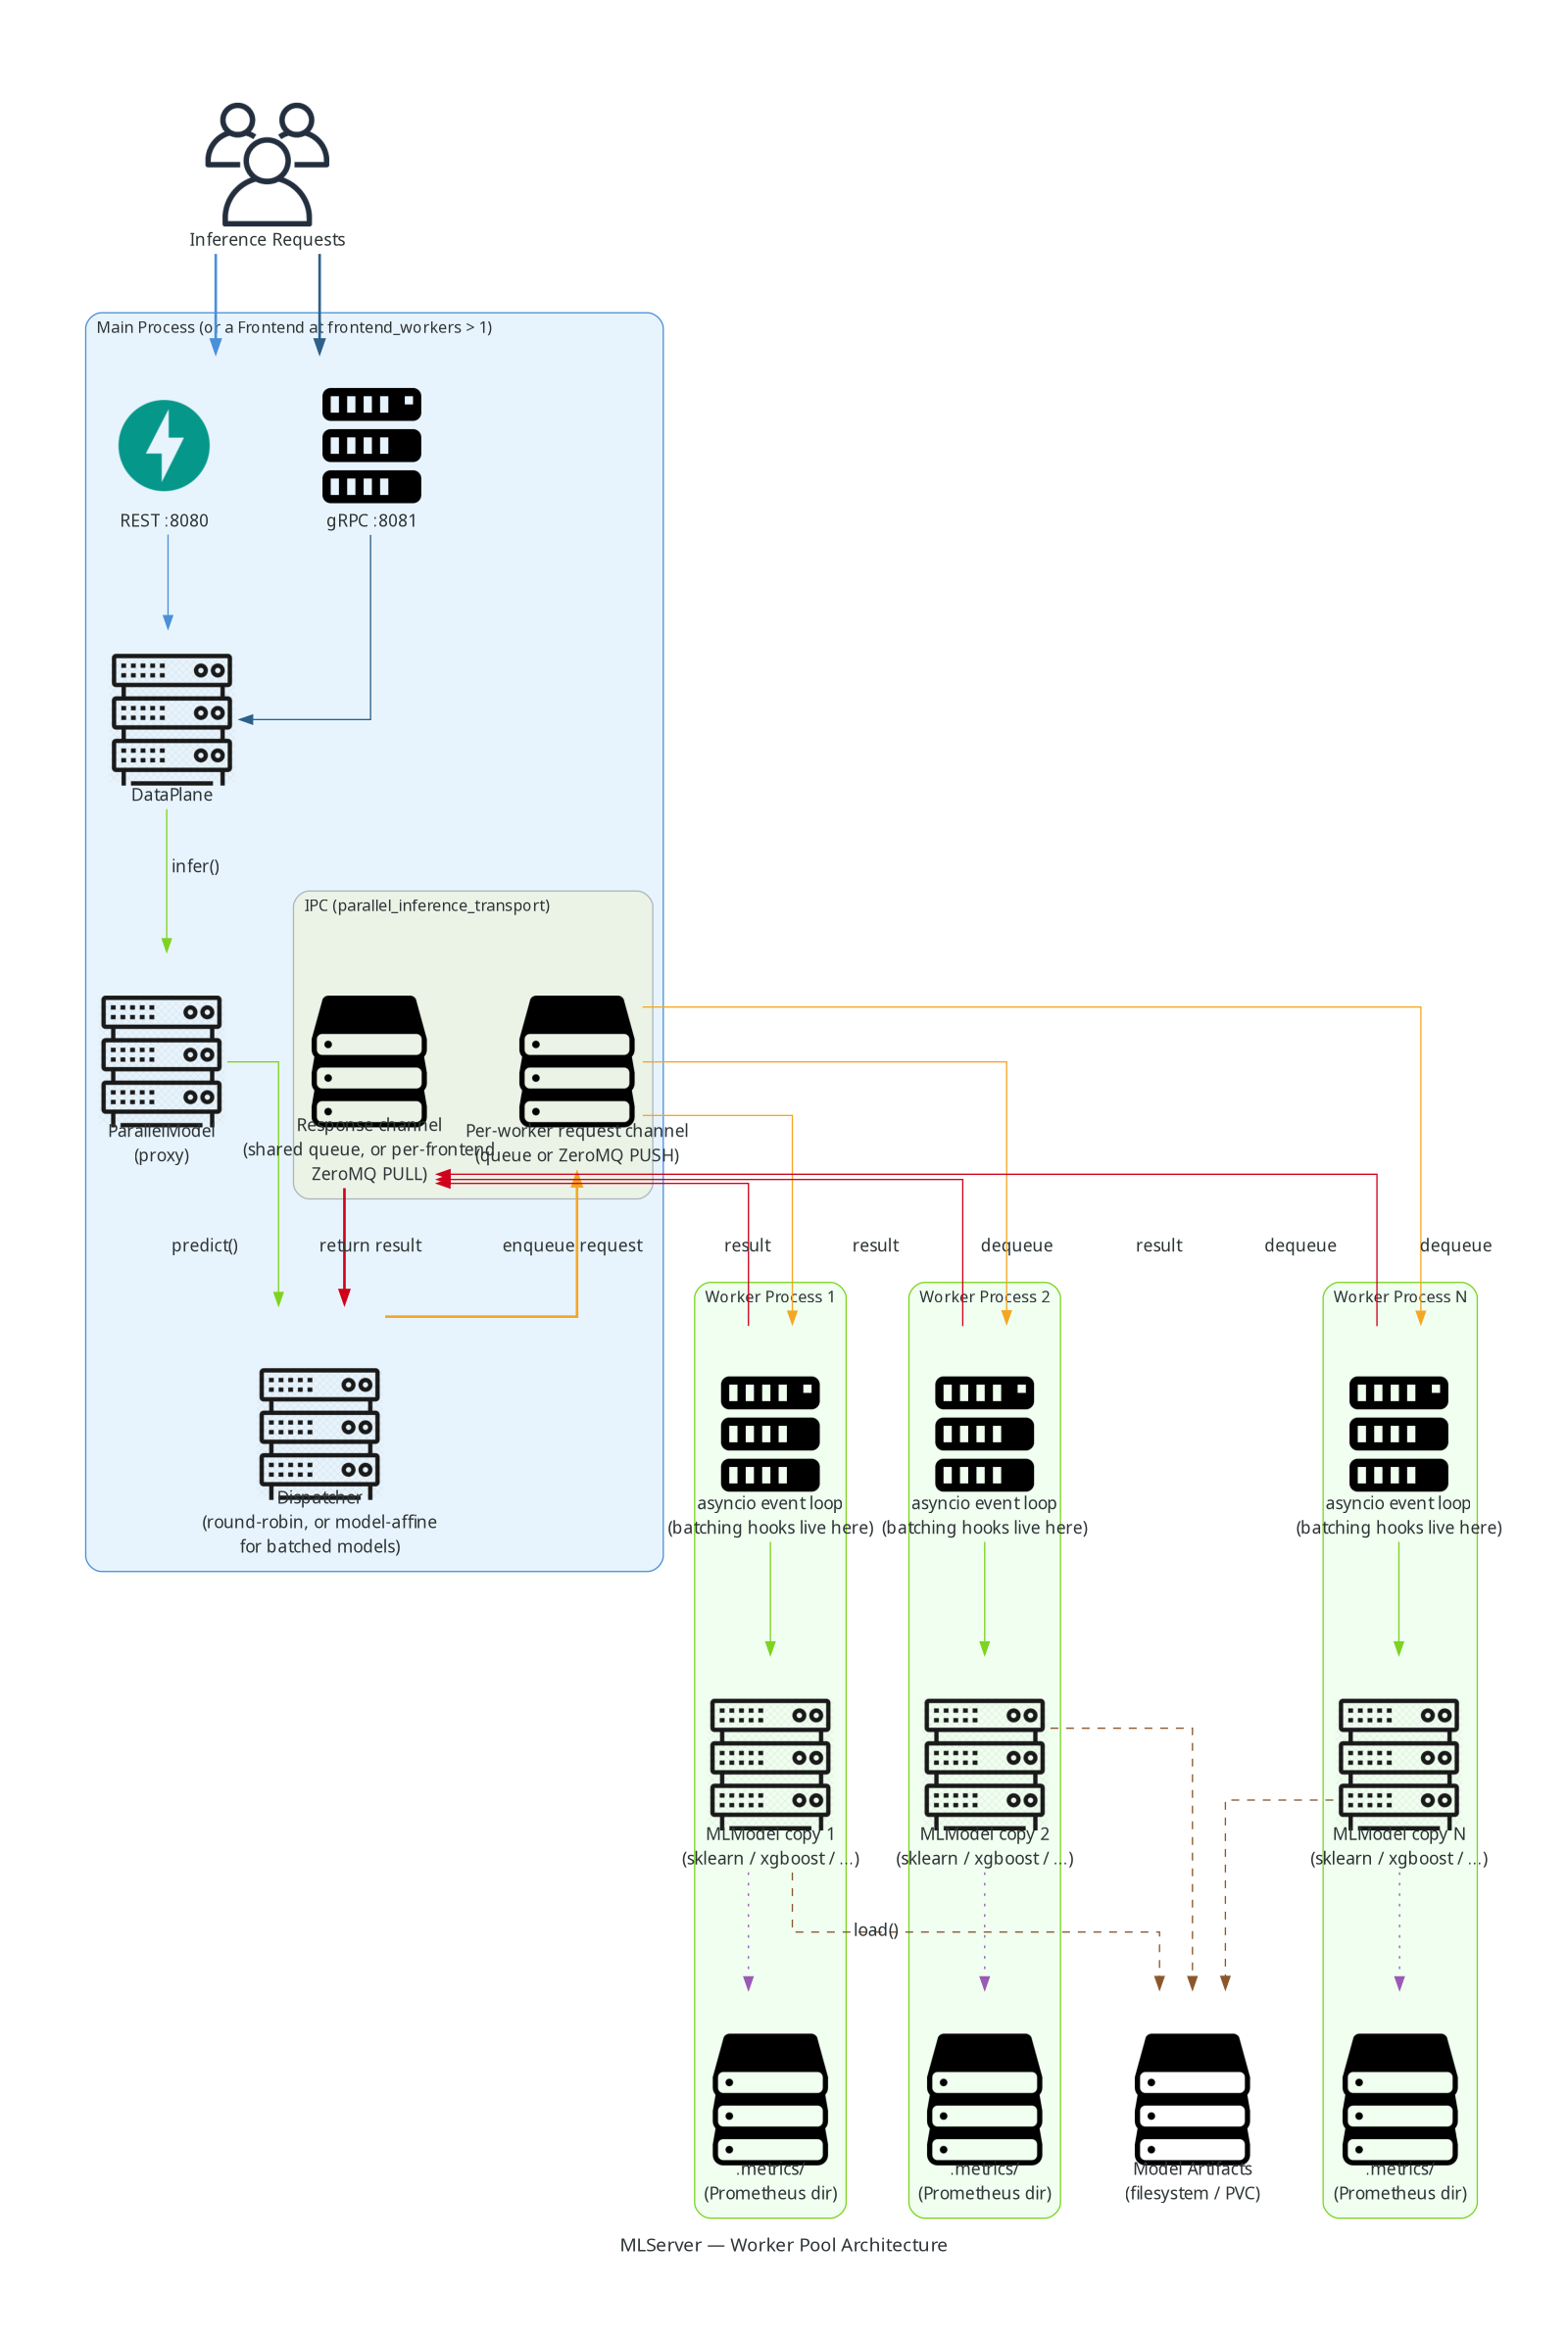 Inference Requests
Main Process (or a Frontend at frontend_workers > 1)
REST :8080
gRPC :8081
DataPlane
infer()
IPC (parallel_inference_transport)
ParallelModel
(proxy)
Response channel
(shared queue, or per-frontend
ZeroMQ PULL)
Per-worker request channel
(queue or ZeroMQ PUSH)
predict()
return result
enqueue request
result
result
dequeue
result
dequeue
dequeue
Dispatcher
(round-robin, or model-affine
for batched models)
Worker Process 1
asyncio event loop
(batching hooks live here)
MLModel copy 1
(sklearn / xgboost / ...)
.metrics/
(Prometheus dir)
Worker Process 2
asyncio event loop
(batching hooks live here)
MLModel copy 2
(sklearn / xgboost / ...)
.metrics/
(Prometheus dir)
load()
Model Artifacts
(filesystem / PVC)
Worker Process N
asyncio event loop
(batching hooks live here)
MLModel copy N
(sklearn / xgboost / ...)
.metrics/
(Prometheus dir)
MLServer — Worker Pool Architecture